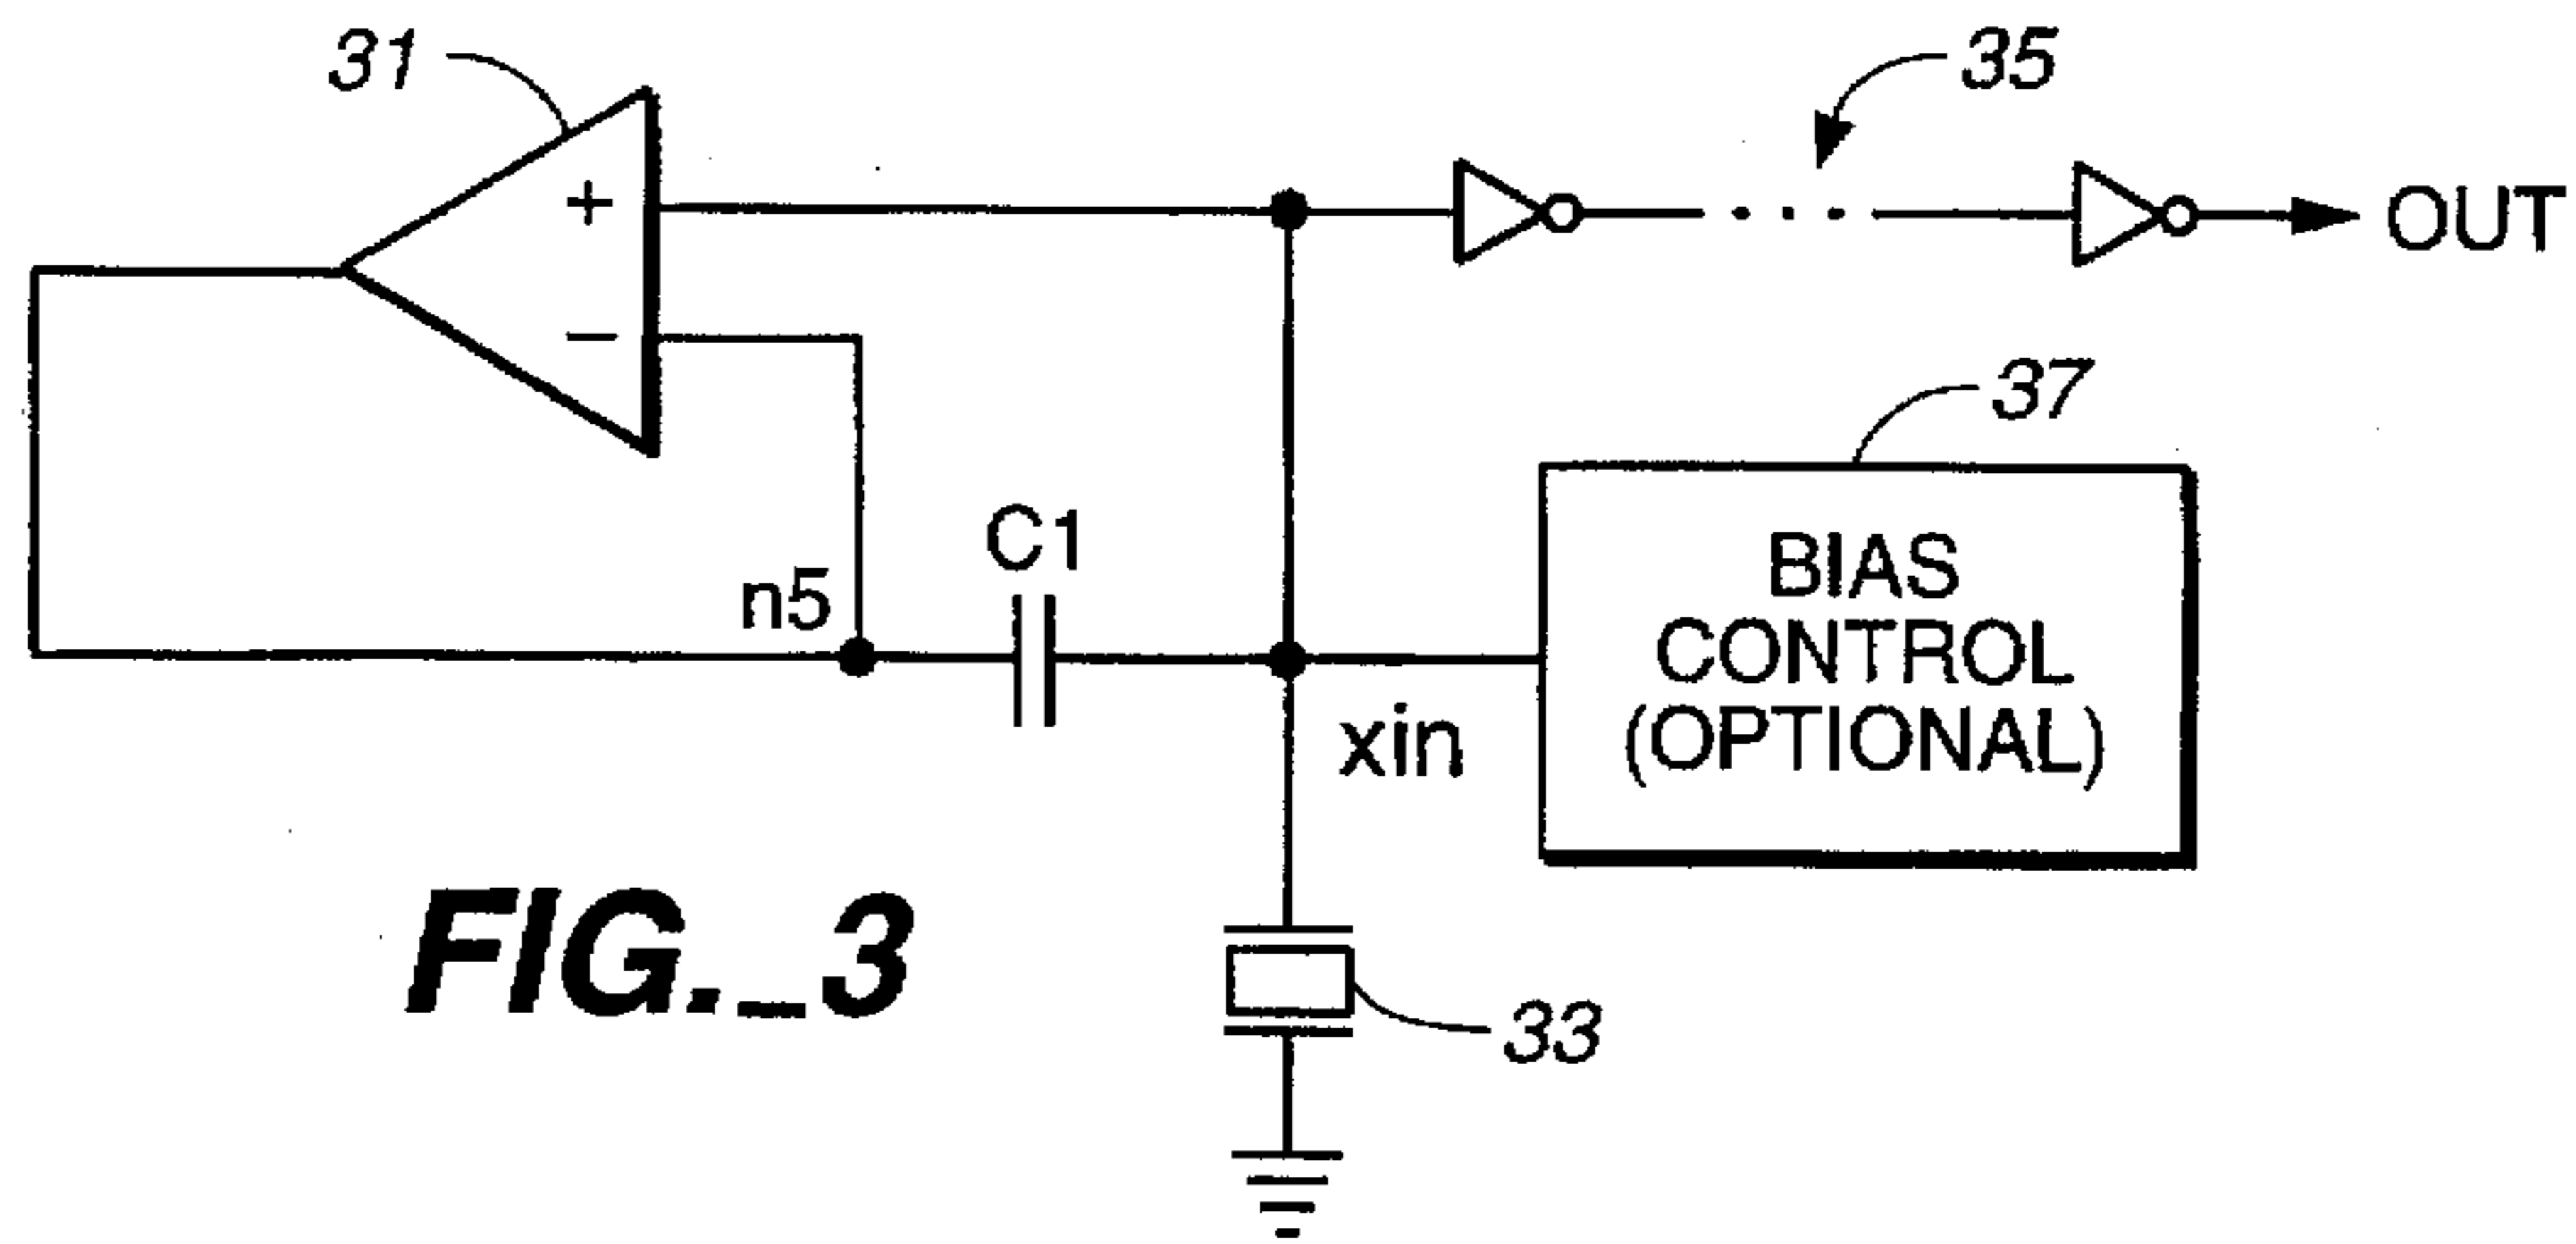 31
35
+
OUT
−
37
C1
BIAS
n5
CONTROL
(OPTIONAL)
xin
FIG._3
33